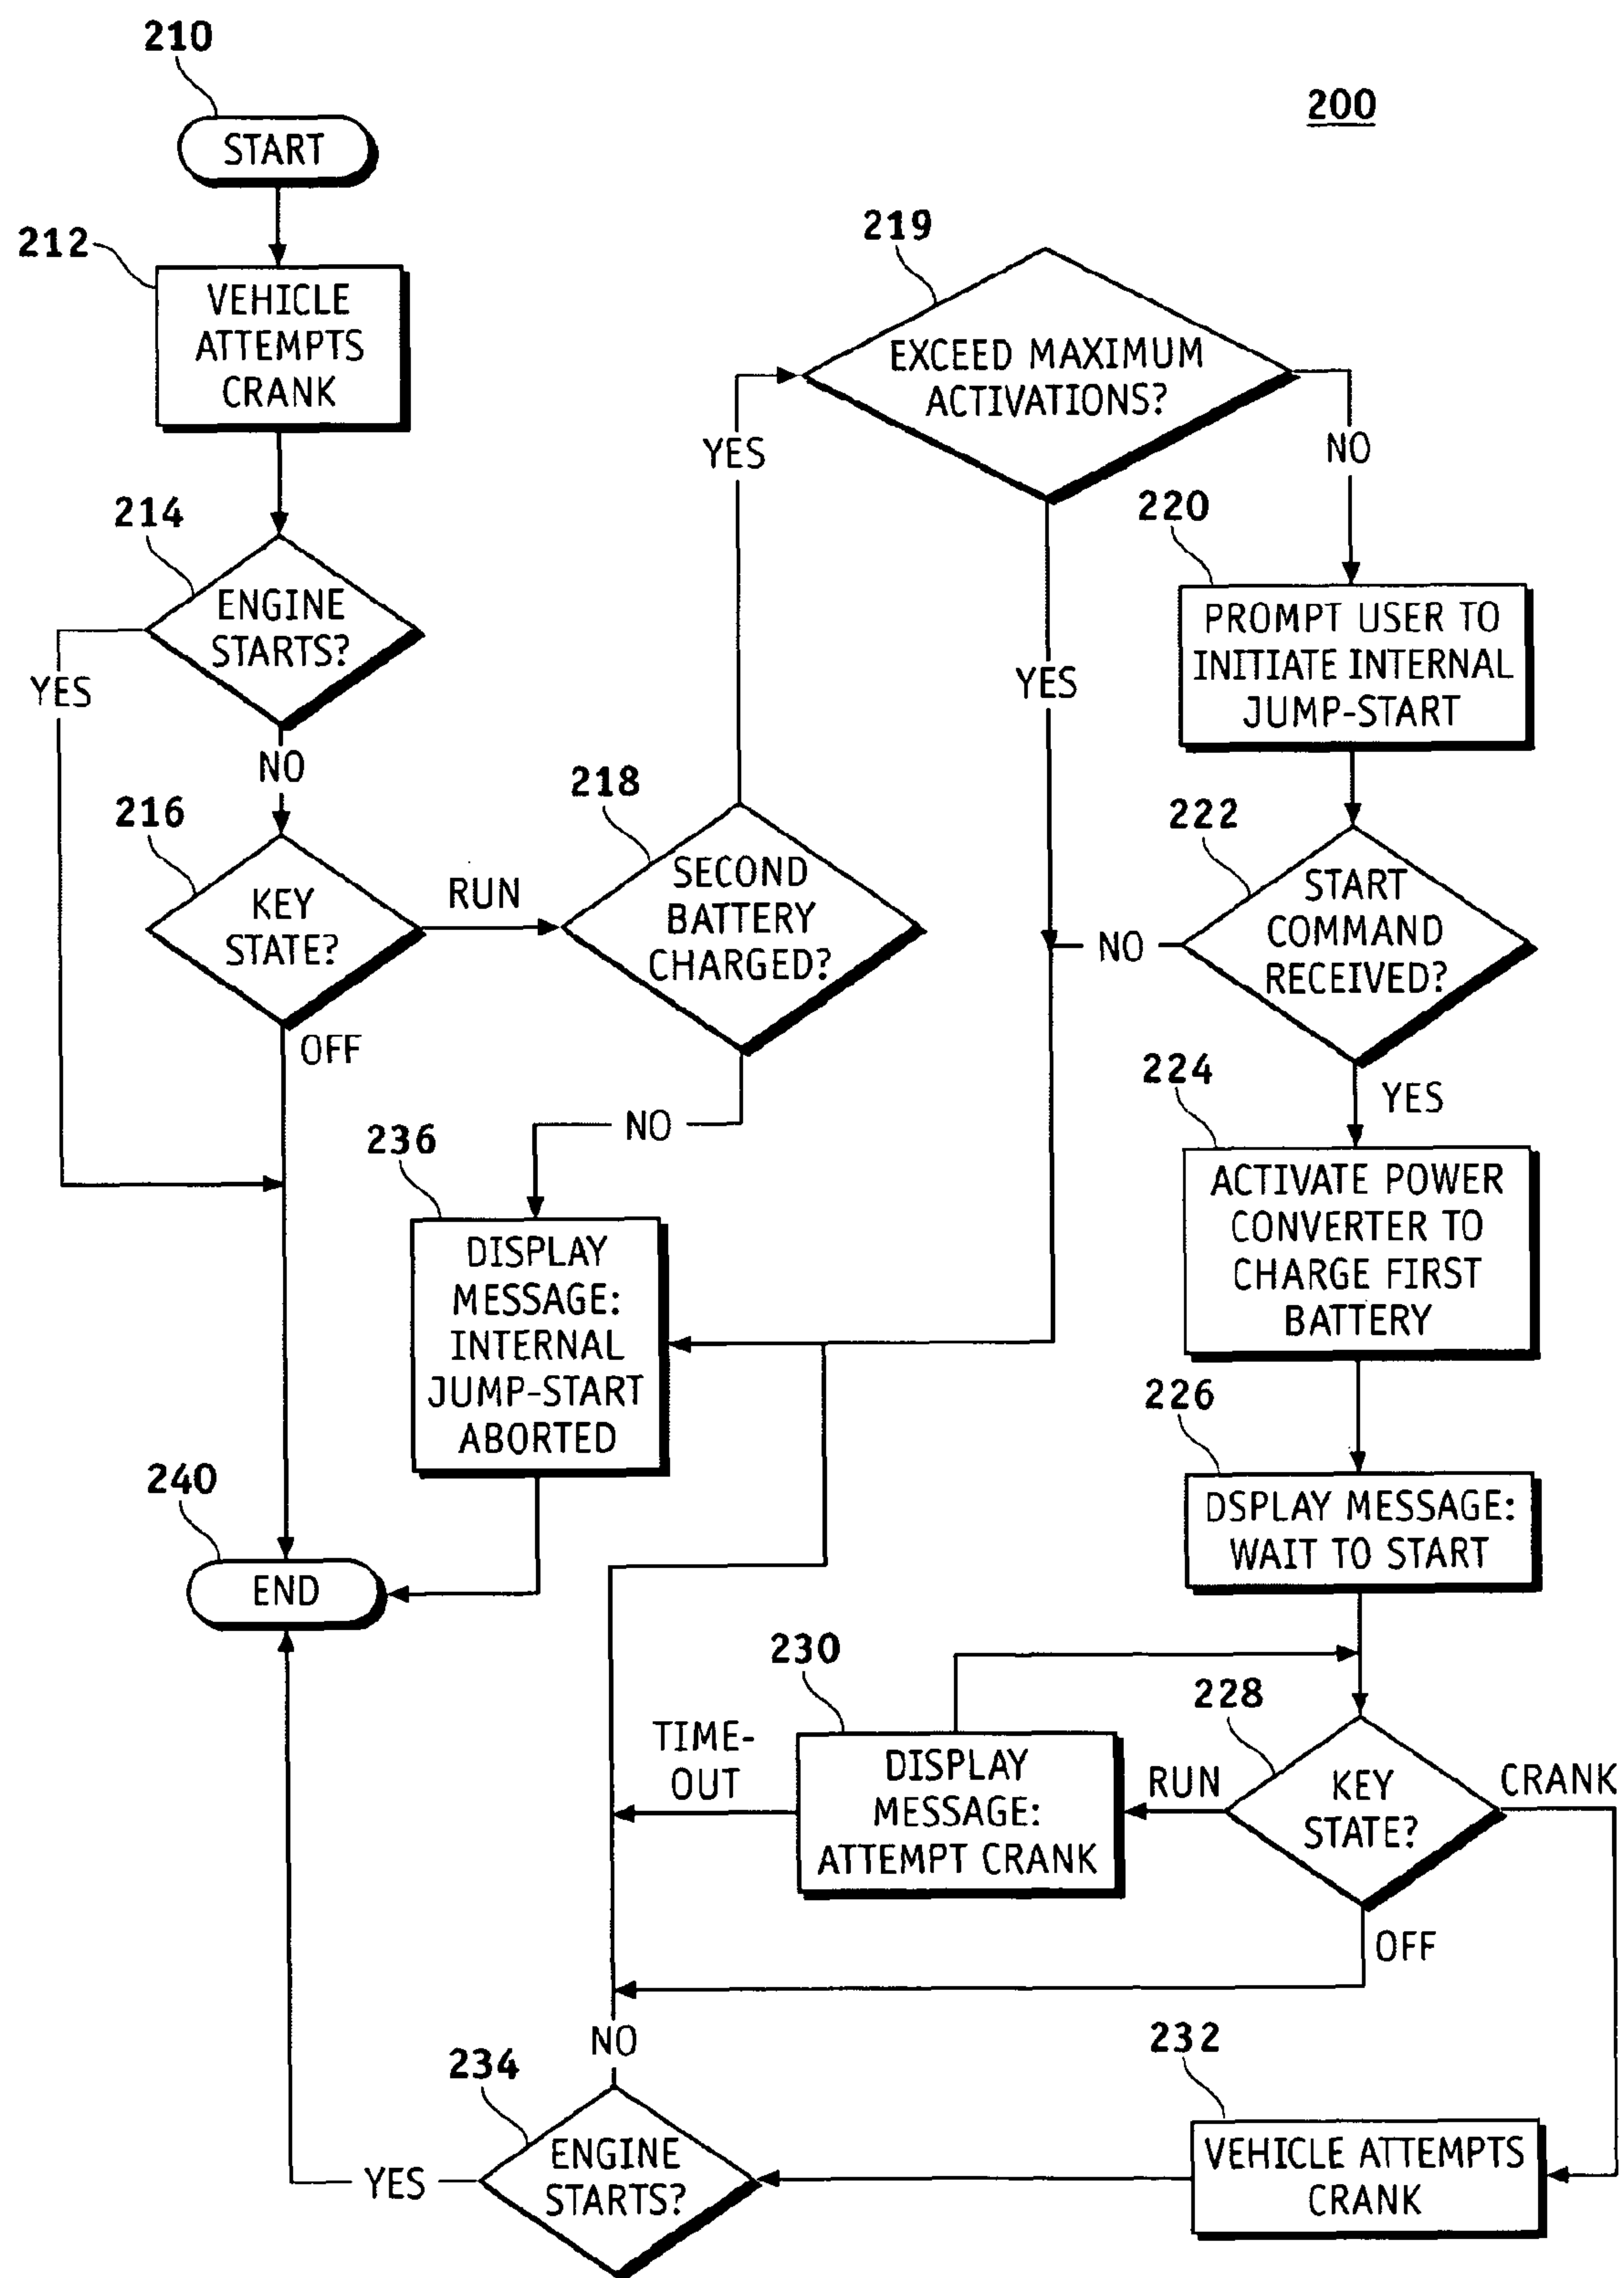 210
200
START
212
VEHICLE
ATTEMPTS
CRANK
214
ENGINE
STARTS?
YES
NO
216
KEY
STATE?
RUN
OFF
218
SECOND
BATTERY
CHARGED?
YES
NO
219
EXCEED MAXIMUM
ACTIVATIONS?
NO
YES
220
PROMPT USER TO
INITIATE INTERNAL
JUMP-START
222
START
COMMAND
RECEIVED?
NO
YES
224
ACTIVATE POWER
CONVERTER TO
CHARGE FIRST
BATTERY
236
DISPLAY
MESSAGE:
INTERNAL
JUMP-START
ABORTED
226
DSPLAY MESSAGE:
WAIT TO START
240
END
230
DISPLAY
MESSAGE:
ATTEMPT CRANK
TIME-
OUT
228
KEY
STATE?
RUN
CRANK
OFF
232
VEHICLE ATTEMPTS
CRANK
234
ENGINE
STARTS?
NO
YES